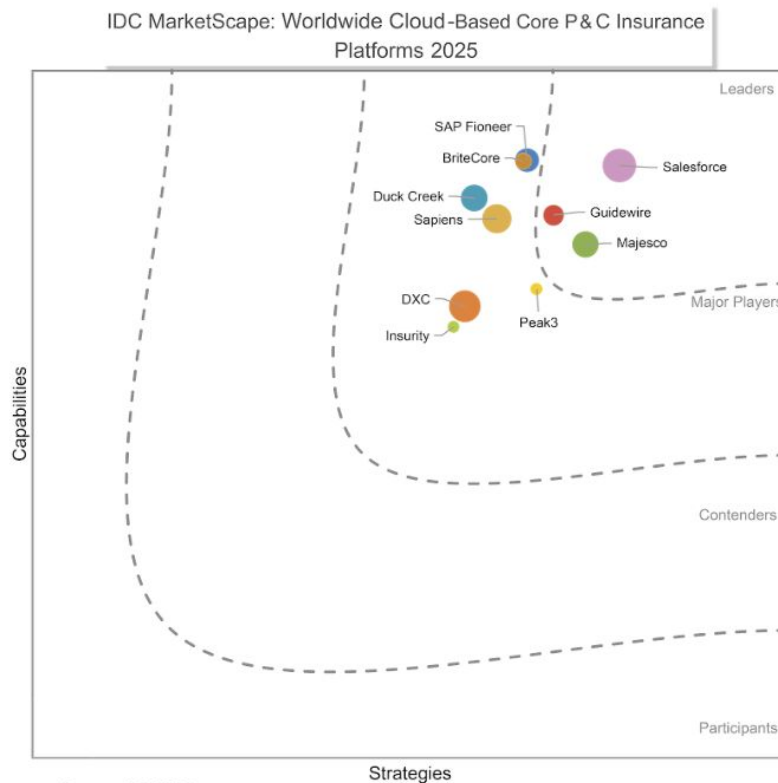 IDC MarketScape: Worldwide Cloud-Based Core P&C Insurance
Platforms 2025
Leaders
SAP Fioneer
BriteCore
Salesforce
Duck Creek
Guidewire
Sapiens
Majesco
DXC
Major Players
Peak3
Insurity
Capabilities
Contenders
Participants
Strategies